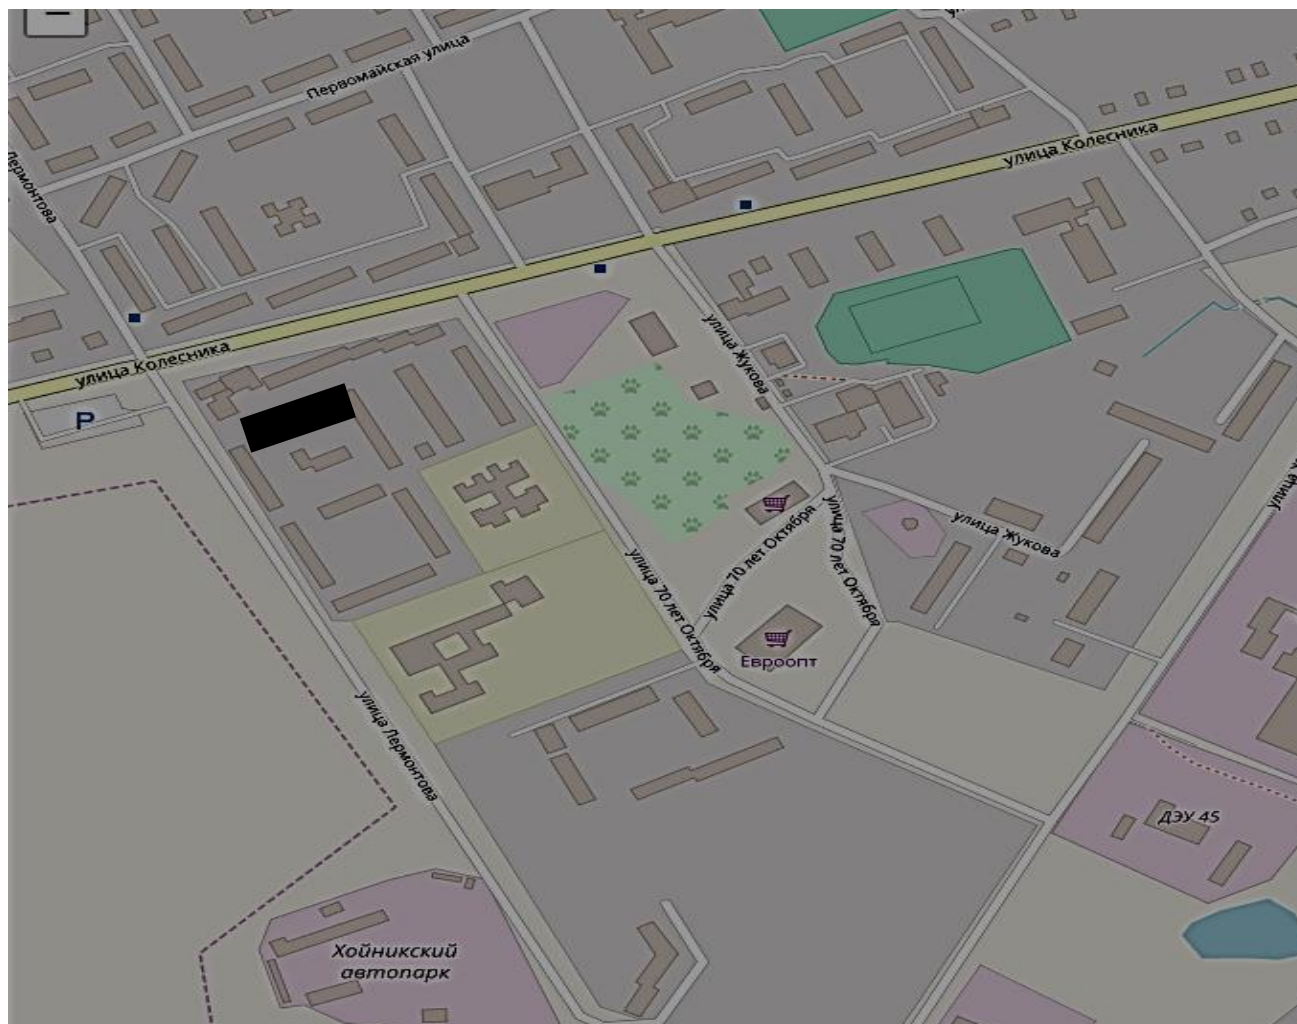 Первомайская улица
Лермонтова
улица Колесника
улица Колесника
P
улица Жукова
улица 70 лет Октября
улица 70 лет Октября
улица 70 лет Октября
улица Жукова
Евроопт
улица Лермонтова
ДЭУ 45
Хойникский
автопарк